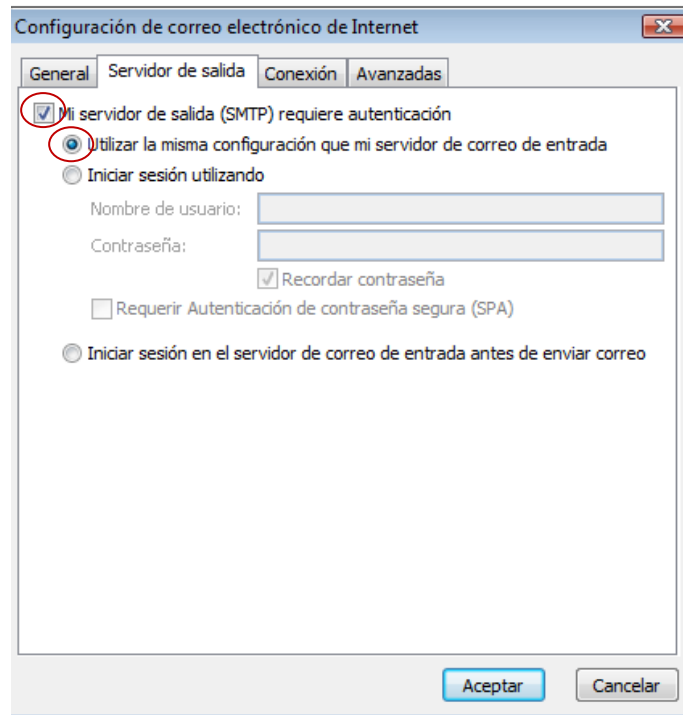 Configuración de correo electrónico de Internet
General Servidor de salida Conexión Avanzadas
Mi servidor de salida (SMTP) requiere autenticación
Utilizar la misma configuración que mi servidor de correo de entrada
Iniciar sesión utilizando
Nombre de usuario:
Contraseña:
Recordar contraseña
Requerir Autenticación de contraseña segura (SPA)
Iniciar sesión en el servidor de correo de entrada antes de enviar correo
Aceptar Cancelar